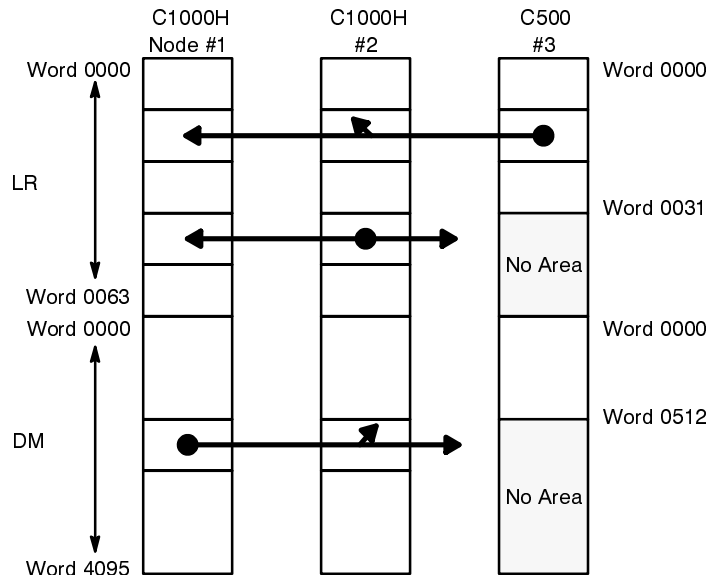 C1000H C1000H C500
Node #1 #2 #3
Word 0000 Word 0000
LR
Word 0031
No Area
Word 0063
Word 0000 Word 0000
Word 0512
DM
No Area
Word 4095